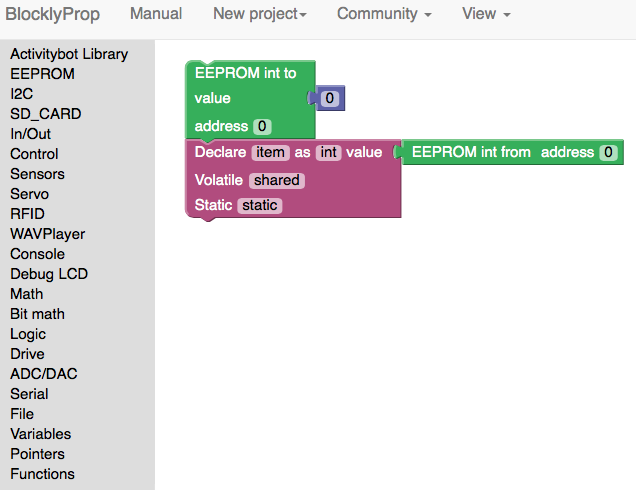 BlocklyProp Manual New project Community View
Activitybot Library
EEPROM
I2C
SD_CARD
In/Out
Control
Sensors
Servo
RFID
WAVPlayer
Console
Debug LCD
Math
Bit math
Logic
Drive
ADC/DAC
Serial
File
Variables
Pointers
Functions
EEPROM int to
value 0
address 0
Declare item as int value EEPROM int from address 0
Volatile shared
Static static